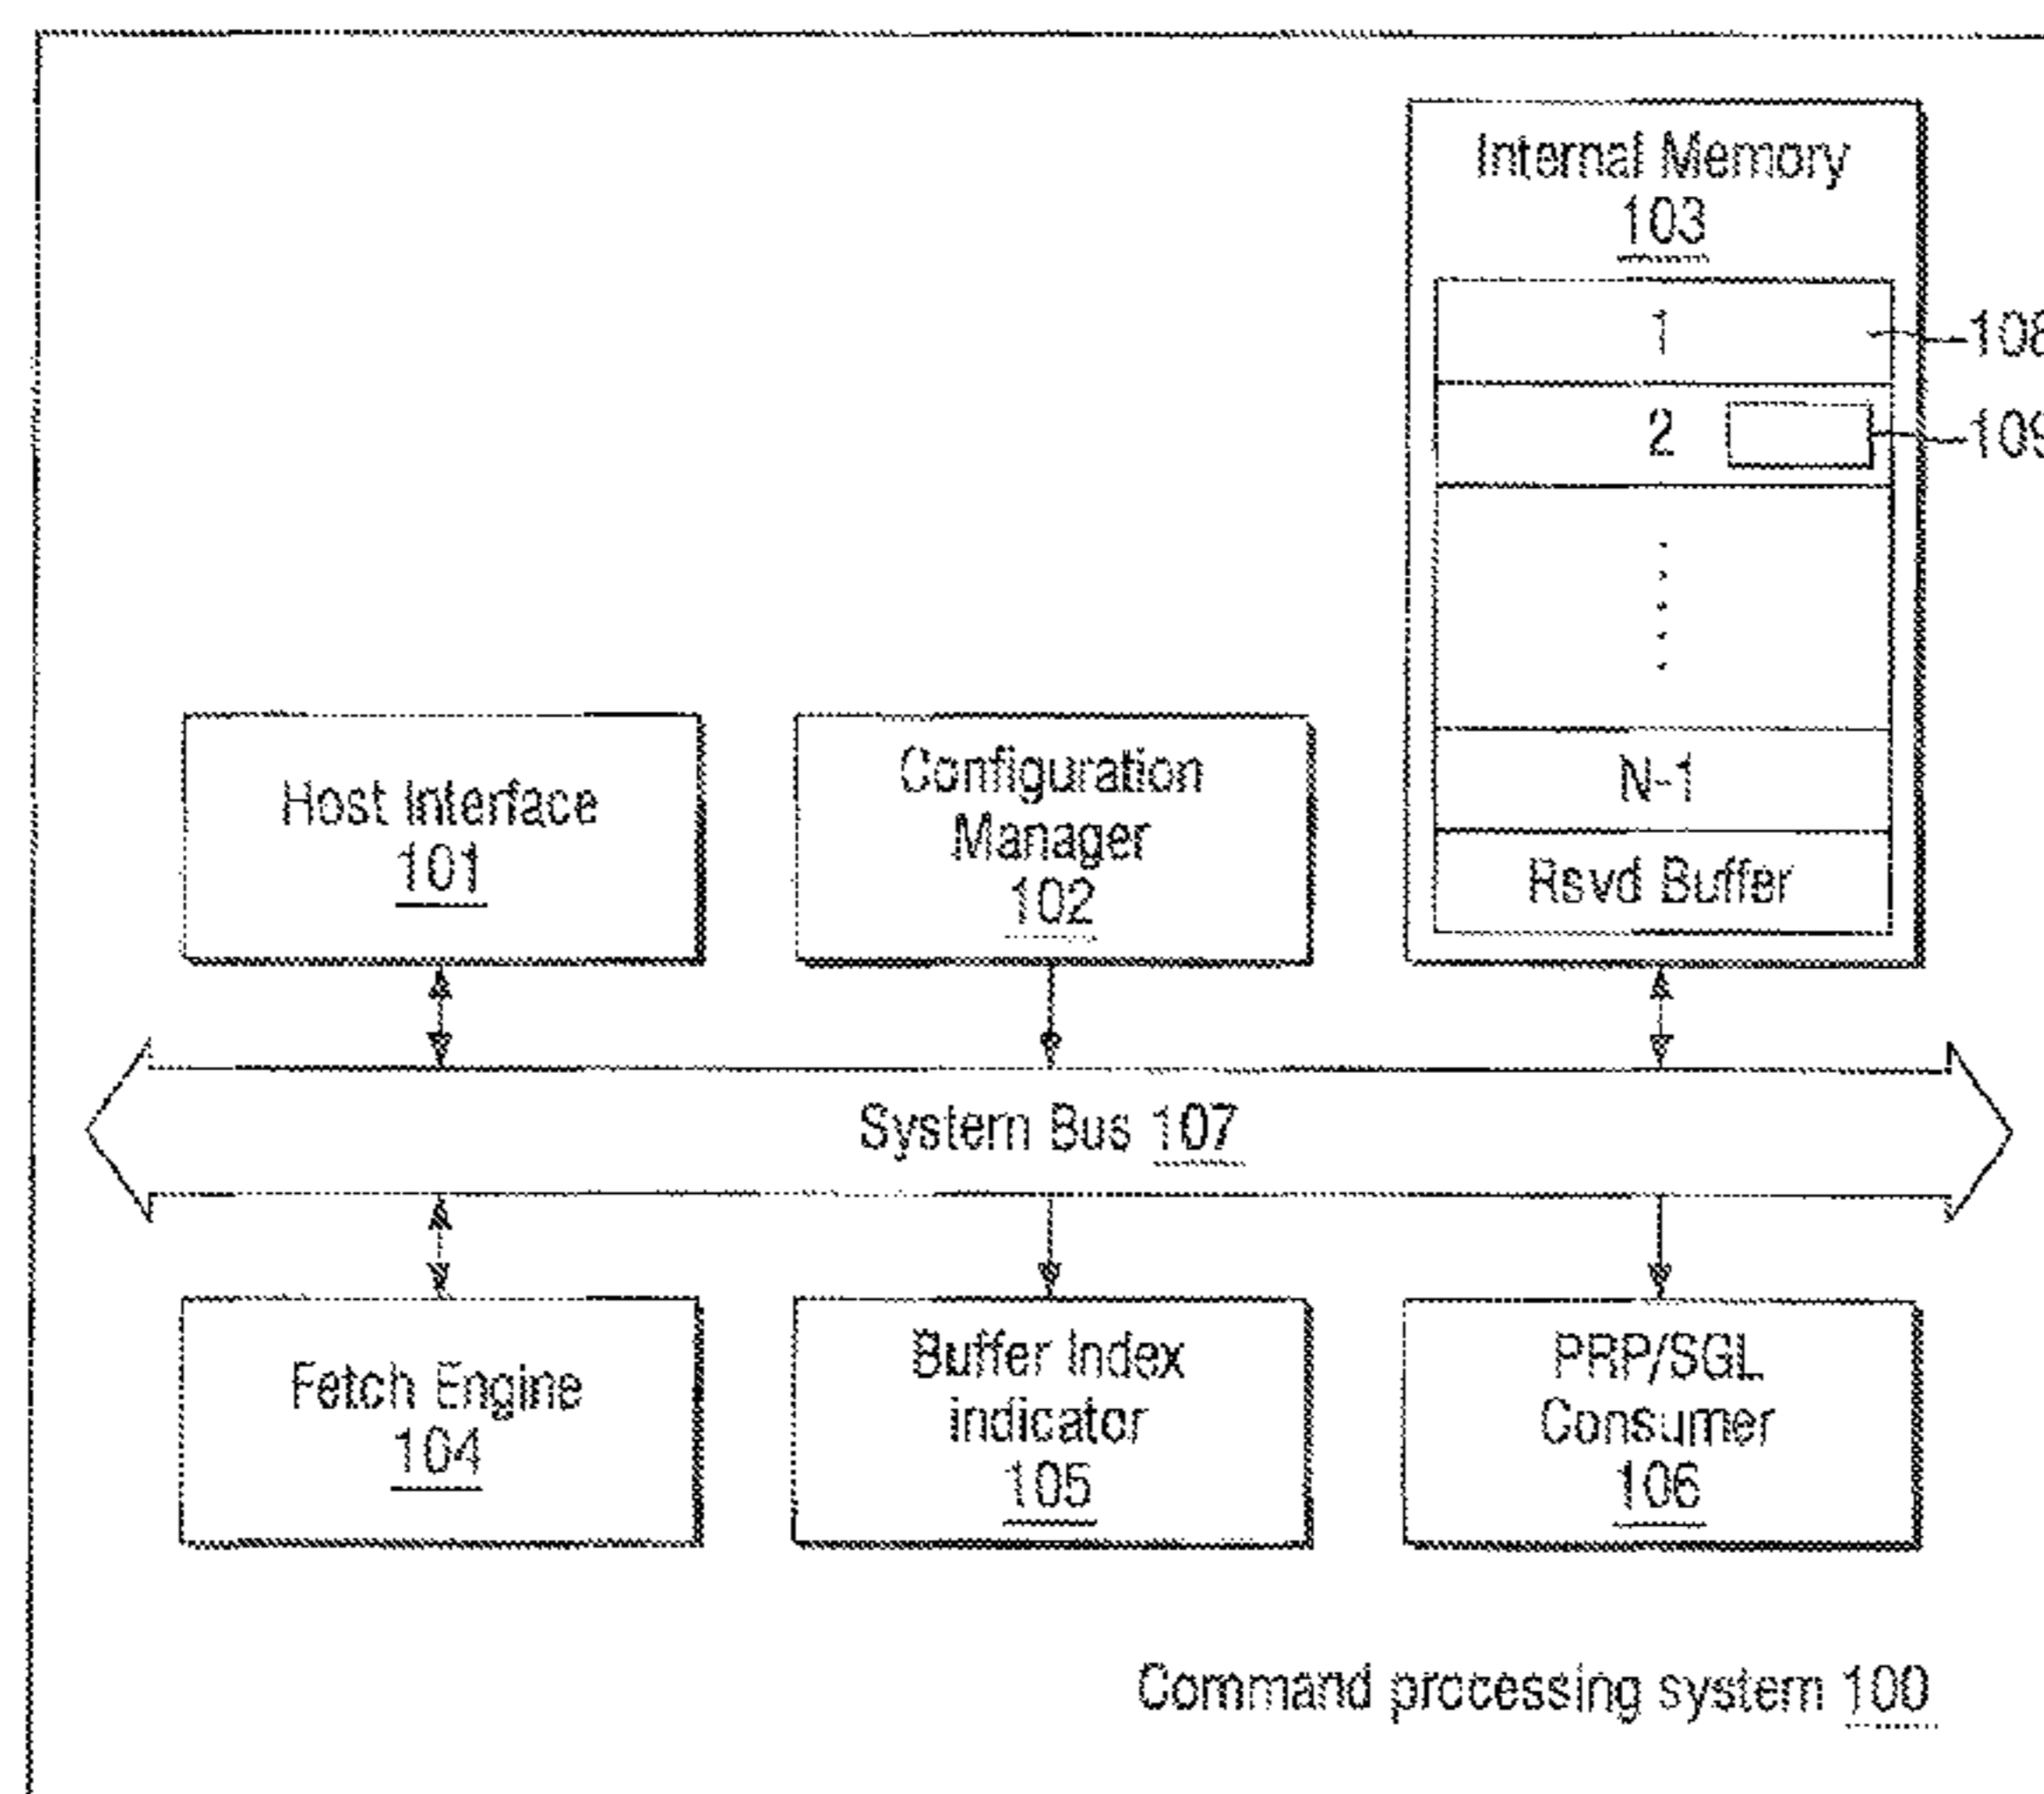 Internal Memory
103
1
108
2
109
N-1
Rsvd Buffer
Host Interface
101
Configuration
Manager
102
System Bus 107
Fetch Engine
104
Buffer Index
indicator
105
PRP/SGL
Consumer
106
Command processing system 100